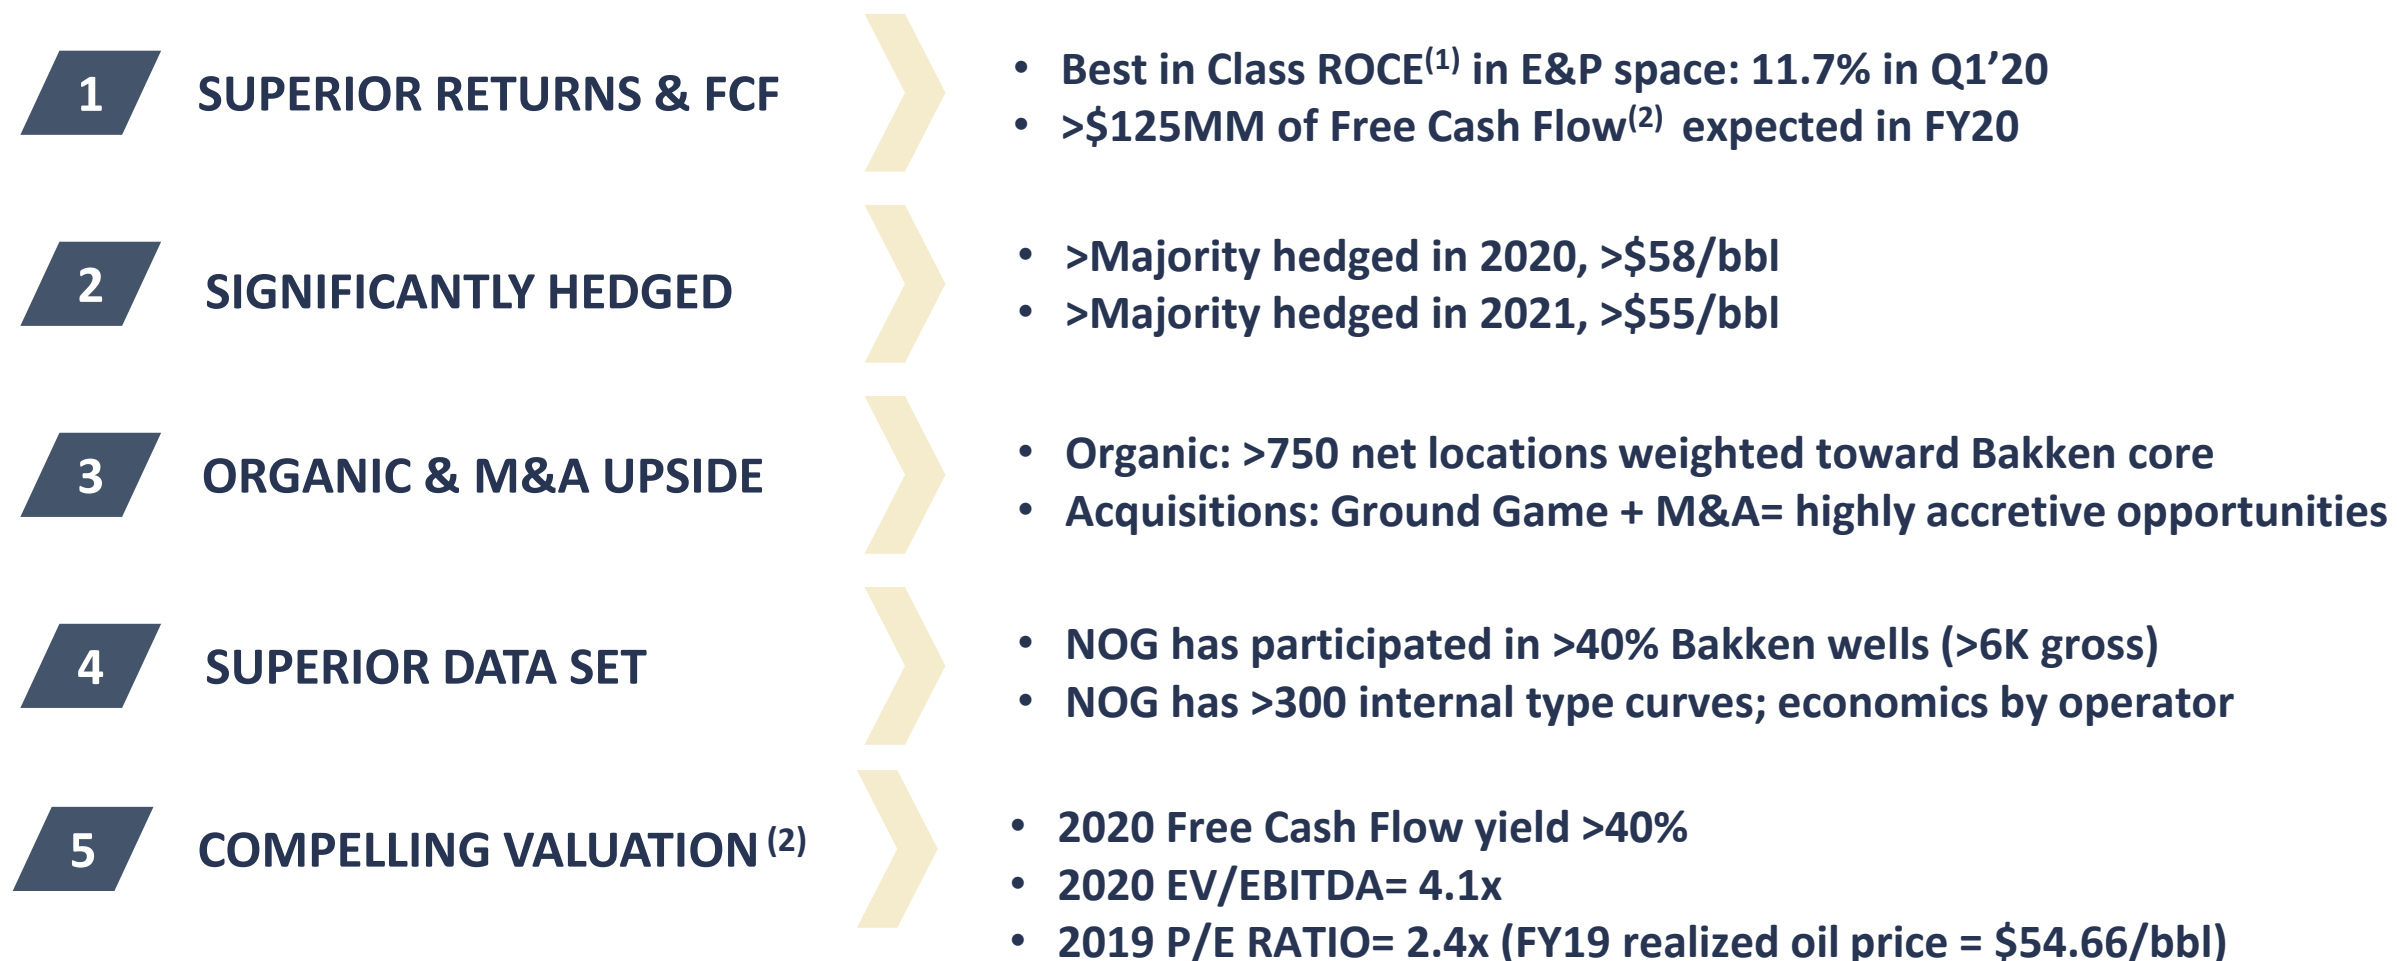 1 SUPERIOR RETURNS & FCF
• Best in Class ROCE(1) in E&P space: 11.7% in Q1’20
• >$125MM of Free Cash Flow(2) expected in FY20
2 SIGNIFICANTLY HEDGED
• >Majority hedged in 2020, >$58/bbl
• >Majority hedged in 2021, >$55/bbl
3 ORGANIC & M&A UPSIDE
• Organic: >750 net locations weighted toward Bakken core
• Acquisitions: Ground Game + M&A= highly accretive opportunities
4 SUPERIOR DATA SET
• NOG has participated in >40% Bakken wells (>6K gross)
• NOG has >300 internal type curves; economics by operator
5 COMPELLING VALUATION (2)
• 2020 Free Cash Flow yield >40%
• 2020 EV/EBITDA= 4.1x
• 2019 P/E RATIO= 2.4x (FY19 realized oil price = $54.66/bbl)